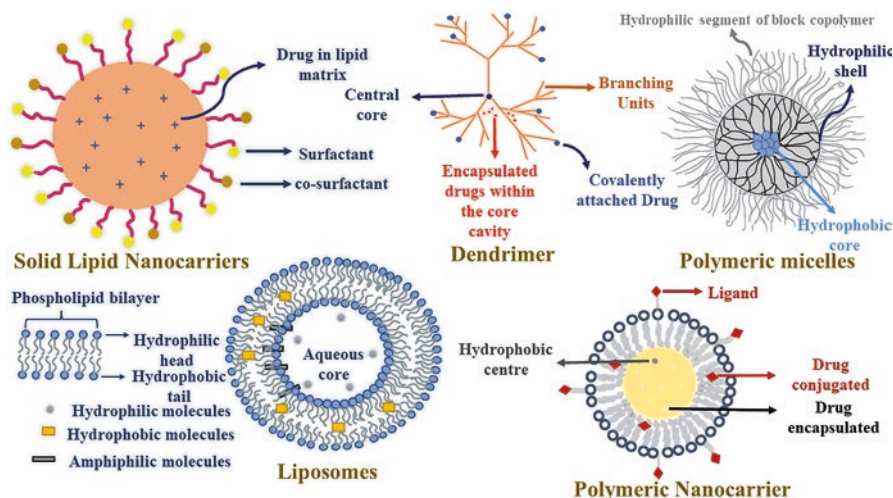 Drug in lipid
matrix
Surfactant
co-surfactant
Solid Lipid Nanocarriers
Central
core
Branching
Units
Encapsulated
drugs within
the core
cavity
Covalently
attached Drug
Dendrimer
Hydrophilic segment of block copolymer
Hydrophilic
shell
Hydrophobic
core
Polymeric micelles
Phospholipid bilayer
Hydrophilic
head
Hydrophobic
tail
Hydrophilic molecules
Hydrophobic molecules
Amphiphilic molecules
Aqueous
core
Liposomes
Ligand
Hydrophobic
centre
Drug
conjugated
Drug
encapsulated
Polymeric Nanocarrier